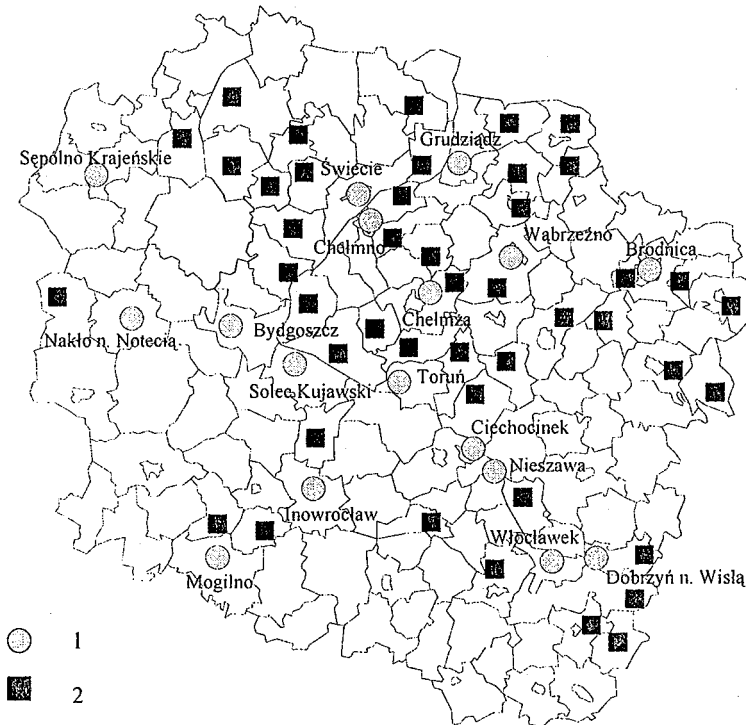 Grudziądz
Sępólno Krajeńskie
Świecie
Chełmno
Wąbrzeźno
Brodnica
Chełmża
Bydgoszcz
Nakło n. Notecią
Solec Kujawski
Toruń
Ciechocinek
Nieszawa
Inowrocław
Włocławek
Mogilno
Dobrzyń n. Wisłą
1
2